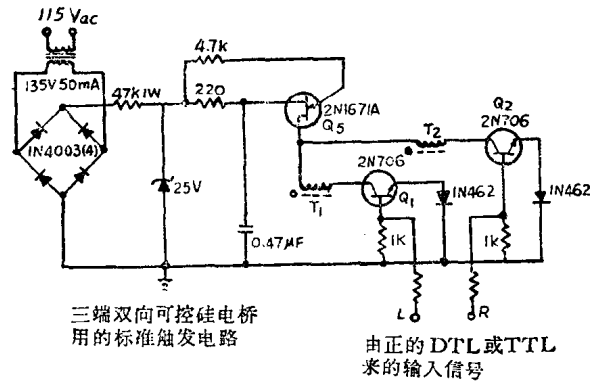 115 Vac
135V 50mA
1N4003(4)
47k1W
4.7k
220
25V
0.47μF
2N1671A
Q5
T2
Q2
2N706
2N706
Q1
T1
1N462
1N462
1k
1k
L
R
三端双向可控硅电桥
用的标准触发电路
由正的DTL或TTL
来的输入信号